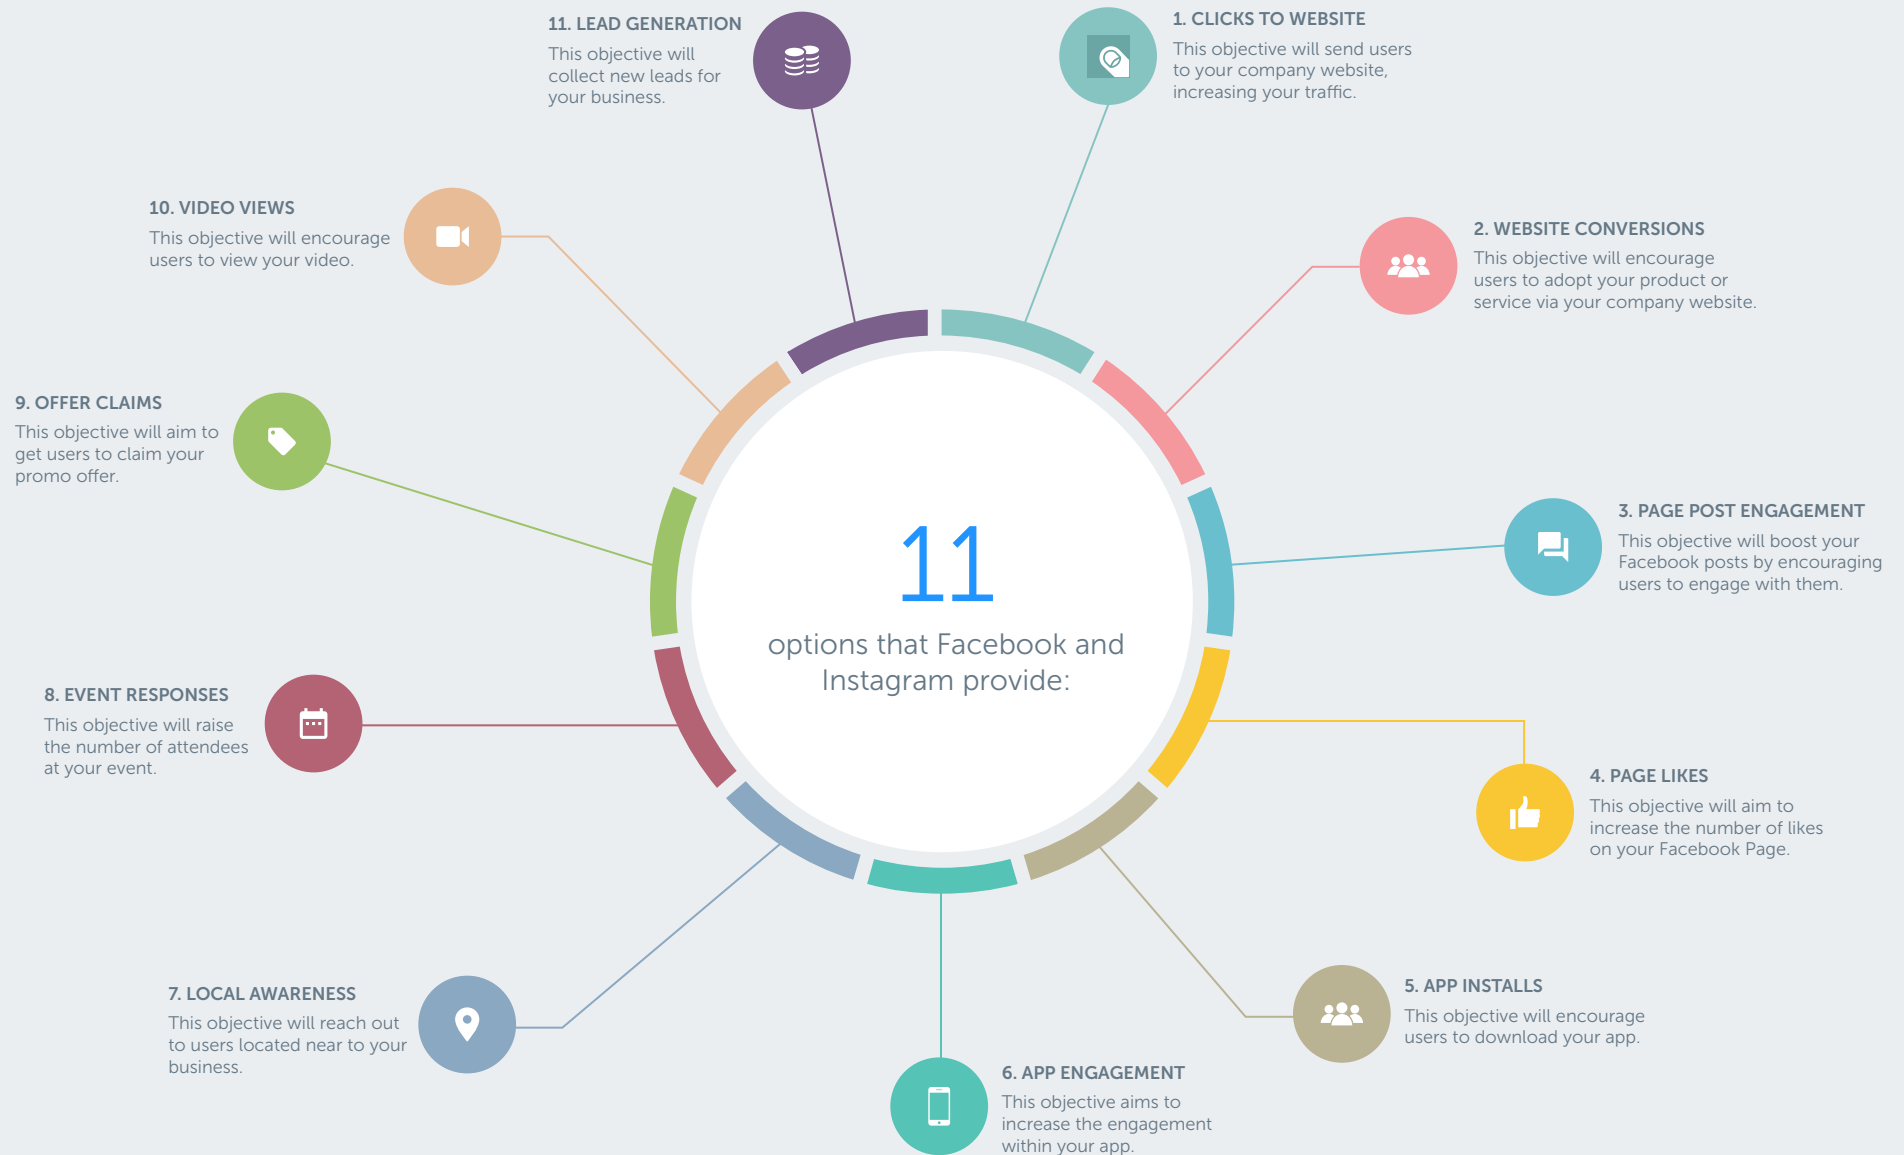 11
options that Facebook and
Instagram provide:
1. CLICKS TO WEBSITE
This objective will send users
to your company website,
increasing your traffic.
2. WEBSITE CONVERSIONS
This objective will encourage
users to adopt your product or
service via your company website.
3. PAGE POST ENGAGEMENT
This objective will boost your
Facebook posts by encouraging
users to engage with them.
4. PAGE LIKES
This objective will aim to
increase the number of likes
on your Facebook Page.
5. APP INSTALLS
This objective will encourage
users to download your app.
6. APP ENGAGEMENT
This objective aims to
increase the engagement
within your app.
7. LOCAL AWARENESS
This objective will reach out
to users located near to your
business.
8. EVENT RESPONSES
This objective will raise
the number of attendees
at your event.
9. OFFER CLAIMS
This objective will aim to
get users to claim your
promo offer.
10. VIDEO VIEWS
This objective will encourage
users to view your video.
11. LEAD GENERATION
This objective will
collect new leads for
your business.